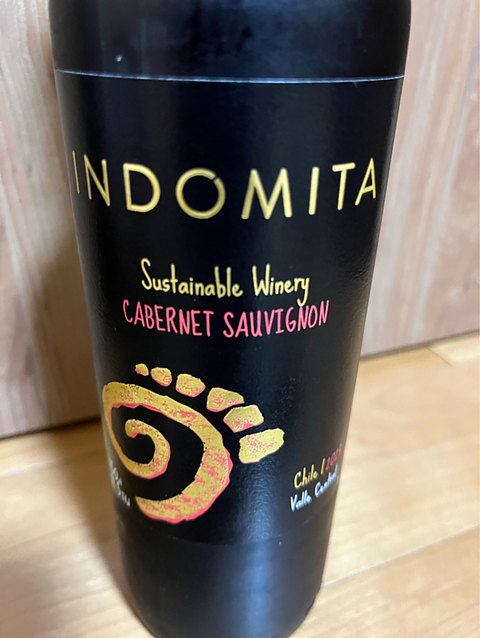 INDOMITA
Sustainable Winery
CABERNET SAUVIGNON
Chile |
Valle Central